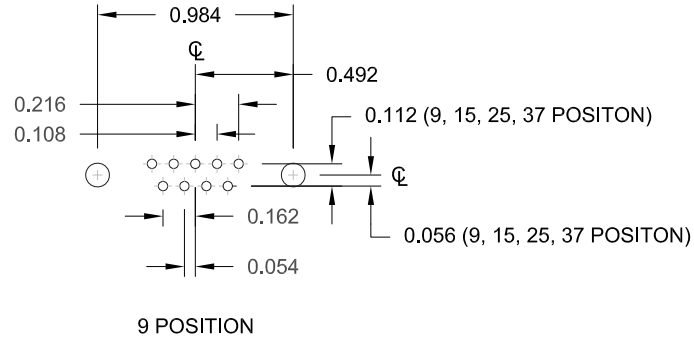 0.984
℄
0.492
0.216
0.112 (9, 15, 25, 37 POSITON)
0.108
℄
0.162
0.056 (9, 15, 25, 37 POSITON)
0.054
9 POSITION